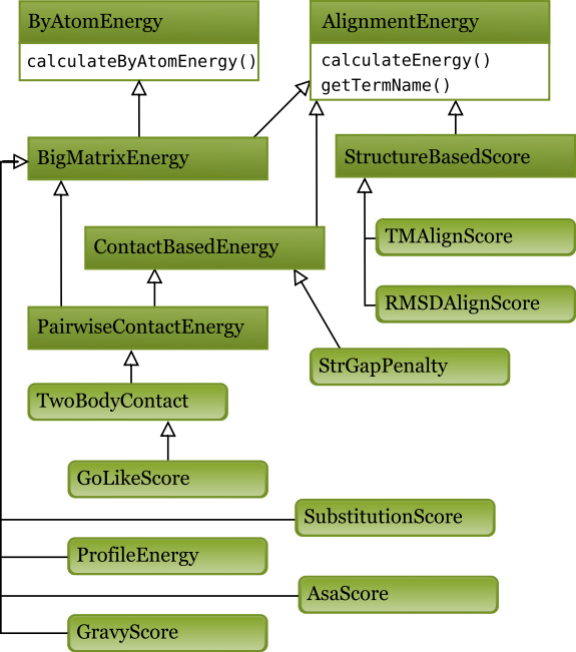 ByAtomEnergy
calculateByAtomEnergy()
AlignmentEnergy
calculateEnergy()
getTermName()
BigMatrixEnergy
StructureBasedScore
ContactBasedEnergy
TMAlignScore
RMSDAlignScore
PairwiseContactEnergy
StrGapPenalty
TwoBodyContact
GoLikeScore
SubstitutionScore
ProfileEnergy
AsaScore
GravyScore